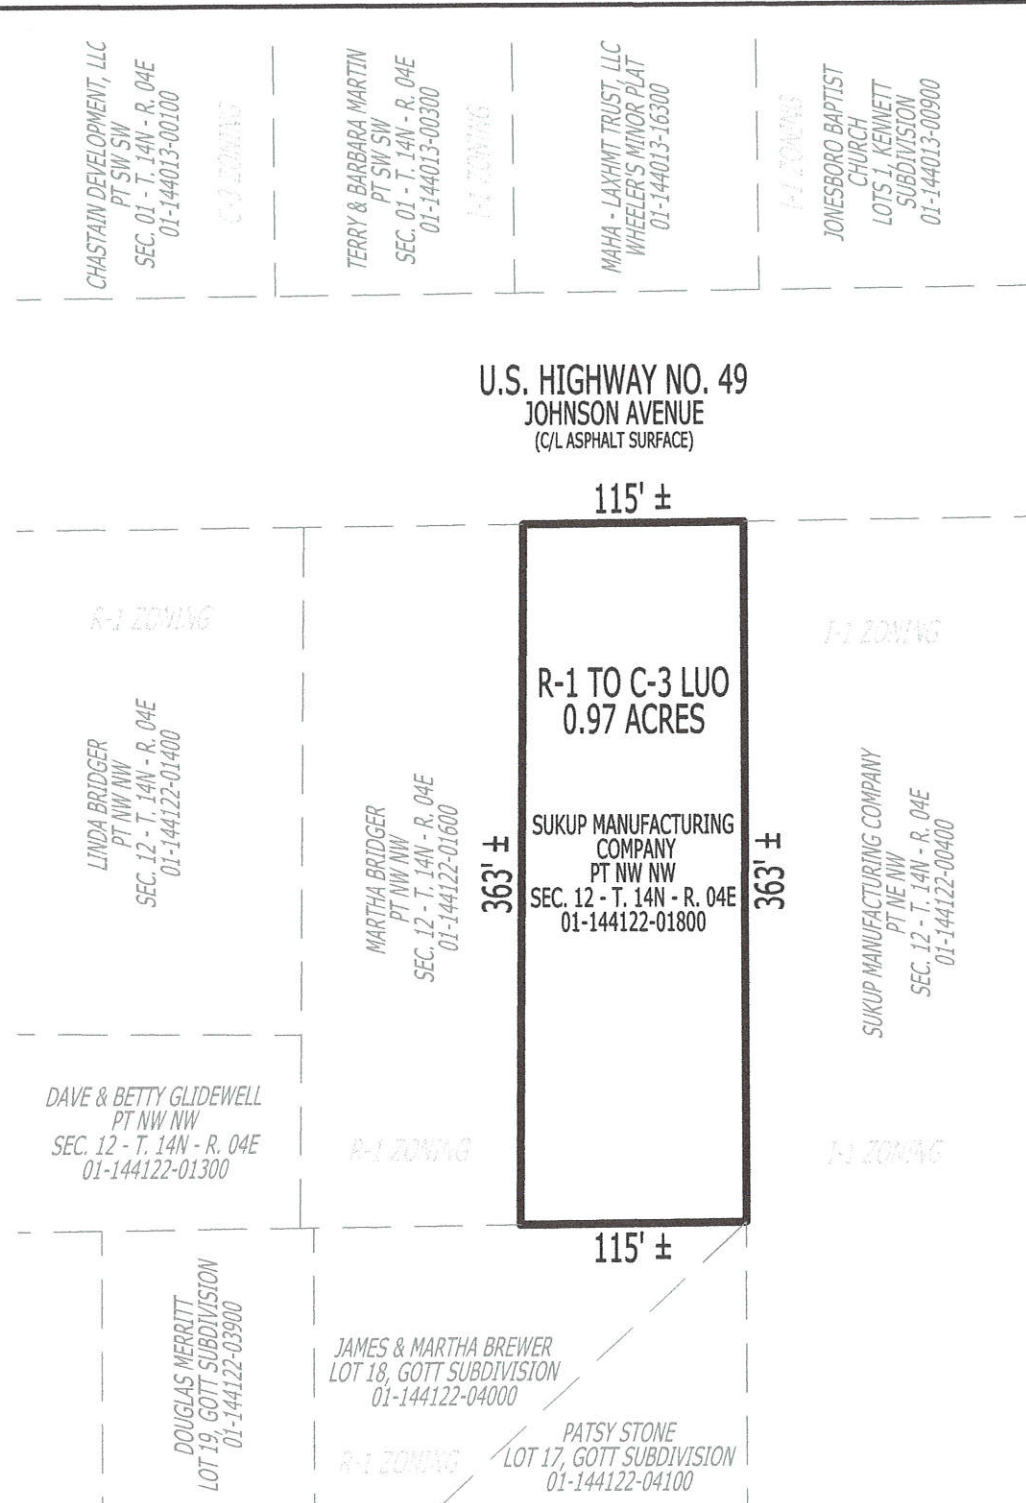 CHASTAIN DEVELOPMENT, LLC
PT SW SW
SEC. 01 - T. 14N - R. 04E
01-144013-00100
C-3 ZONING
TERRY & BARBARA MARTIN
PT SW SW
SEC. 01 - T. 14N - R. 04E
01-144013-00300
I-1 ZONING
MAHA - LAXHMT TRUST, LLC
WHEELER'S MINOR PLAT
01-144013-16300
I-1 ZONING
JONESBORO BAPTIST
CHURCH
LOTS 1, KENNETT
SUBDIVISION
01-144013-00900
U.S. HIGHWAY NO. 49
JOHNSON AVENUE
(C/L ASPHALT SURFACE)
115' ±
R-1 ZONING
LINDA BRIDGER
PT NW NW
SEC. 12 - T. 14N - R. 04E
01-144122-01400
MARTHA BRIDGER
PT NW NW
SEC. 12 - T. 14N - R. 04E
01-144122-01600
363' ±
R-1 TO C-3 LUO
0.97 ACRES
SUKUP MANUFACTURING
COMPANY
PT NW NW
SEC. 12 - T. 14N - R. 04E
01-144122-01800
363' ±
I-1 ZONING
SUKUP MANUFACTURING COMPANY
PT NE NW
SEC. 12 - T. 14N - R. 04E
01-144122-00400
DAVE & BETTY GLIDEWELL
PT NW NW
SEC. 12 - T. 14N - R. 04E
01-144122-01300
R-1 ZONING
I-1 ZONING
115' ±
DOUGLAS MERRITT
LOT 19, GOTT SUBDIVISION
01-144122-03900
JAMES & MARTHA BREWER
LOT 18, GOTT SUBDIVISION
01-144122-04000
R-1 ZONING
PATSY STONE
LOT 17, GOTT SUBDIVISION
01-144122-04100